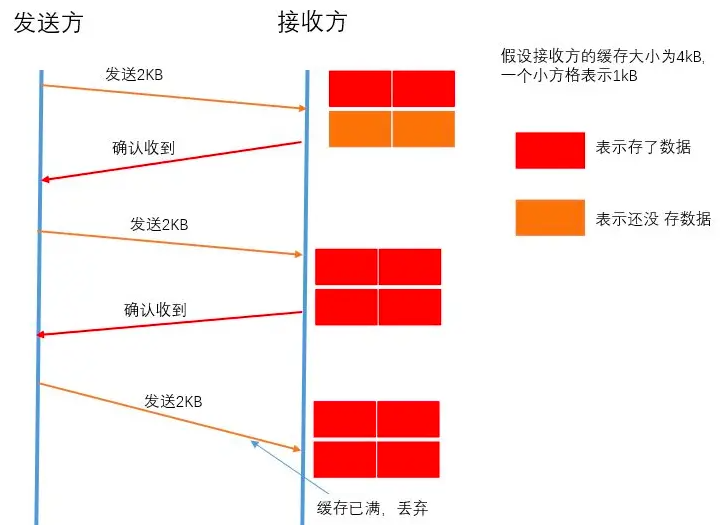 发送方
接收方
假设接收方的缓存大小为4kB,
一个小方格表示1kB
发送2KB
确认收到
表示存了数据
表示还没 存数据
发送2KB
确认收到
发送2KB
缓存已满，丢弃